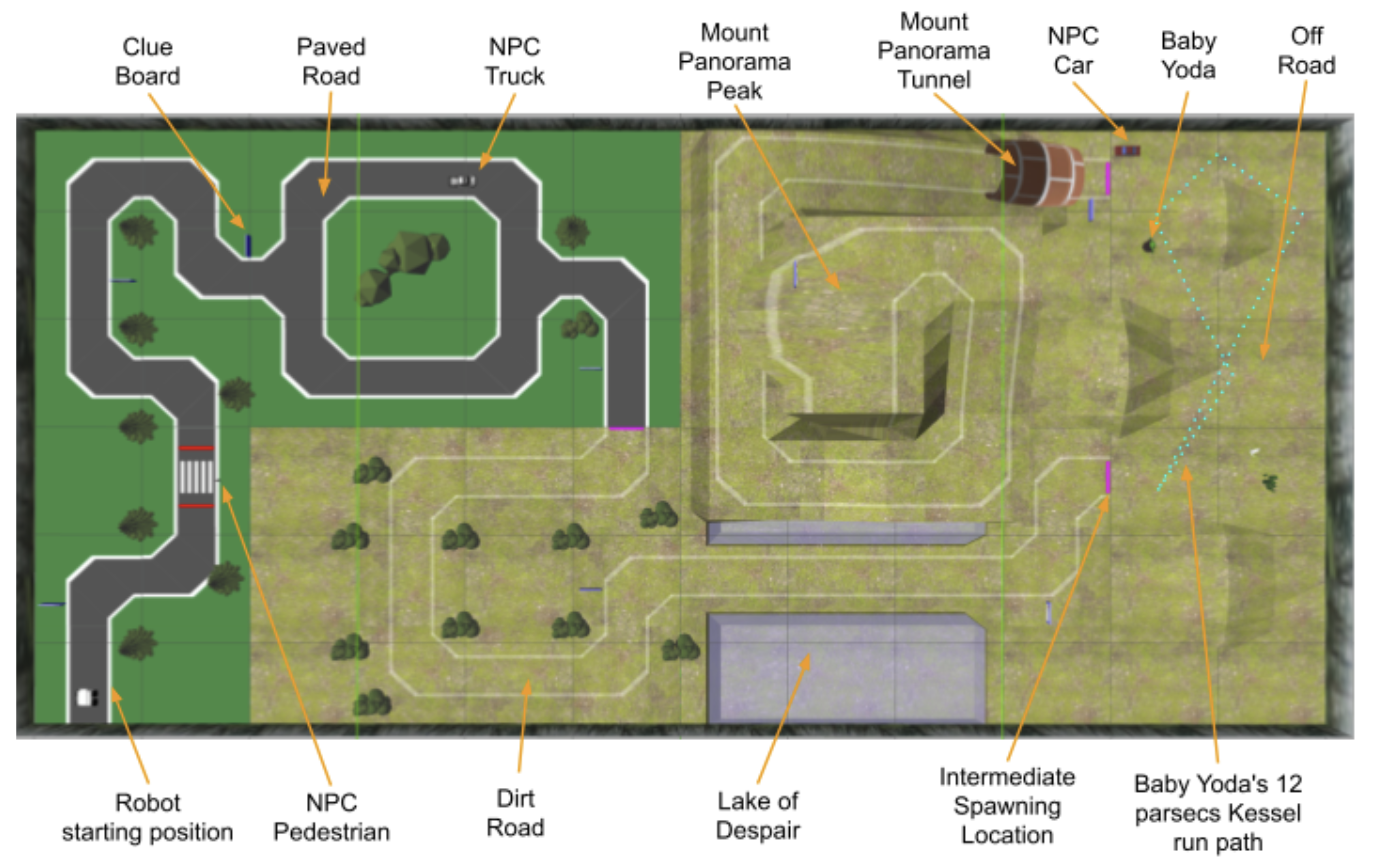 Clue
Board
Paved
Road
NPC
Truck
Mount
Panorama
Peak
Mount
Panorama
Tunnel
NPC
Car
Baby
Yoda
Off
Road
Robot
starting position
NPC
Pedestrian
Dirt
Road
Lake of
Despair
Intermediate
Spawning
Location
Baby Yoda's 12
parsecs Kessel
run path